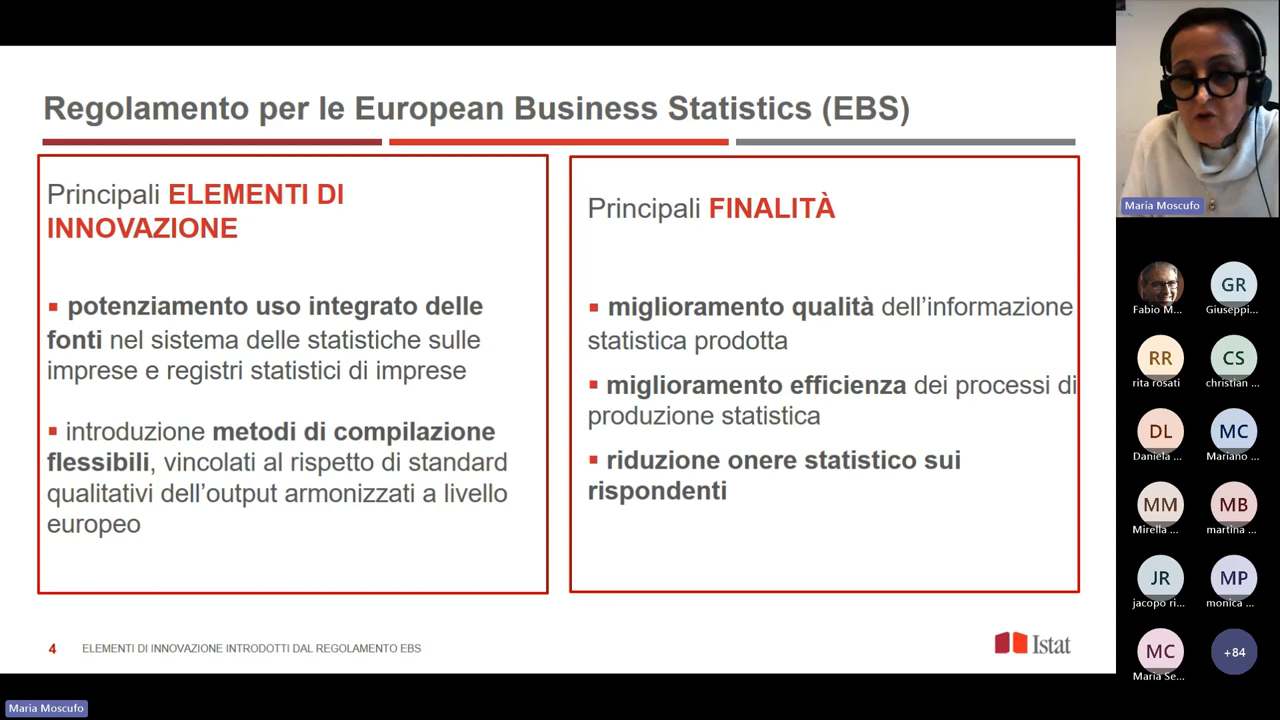 Regolamento per le European Business Statistics (EBS)
Principali ELEMENTI DI
INNOVAZIONE
▪ potenziamento uso integrato delle
fonti nel sistema delle statistiche sulle
imprese e registri statistici di imprese
▪ introduzione metodi di compilazione
flessibili, vincolati al rispetto di standard
qualitativi dell’output armonizzati a livello
europeo
Principali FINALITÀ
▪ miglioramento qualità dell’informazione
statistica prodotta
▪ miglioramento efficienza dei processi di
produzione statistica
▪ riduzione onere statistico sui
rispondenti
4 ELEMENTI DI INNOVAZIONE INTRODOTTI DAL REGOLAMENTO EBS
Istat
Maria Moscufo
Maria Moscufo
GR
Fabio M... Giuseppi...
RR CS
rita rosati christian ...
DL MC
Daniela ... Mariano ...
MM MB
Mirella ... martina ...
JR MP
jacopo ri... monica ...
MC +84
Maria Se...